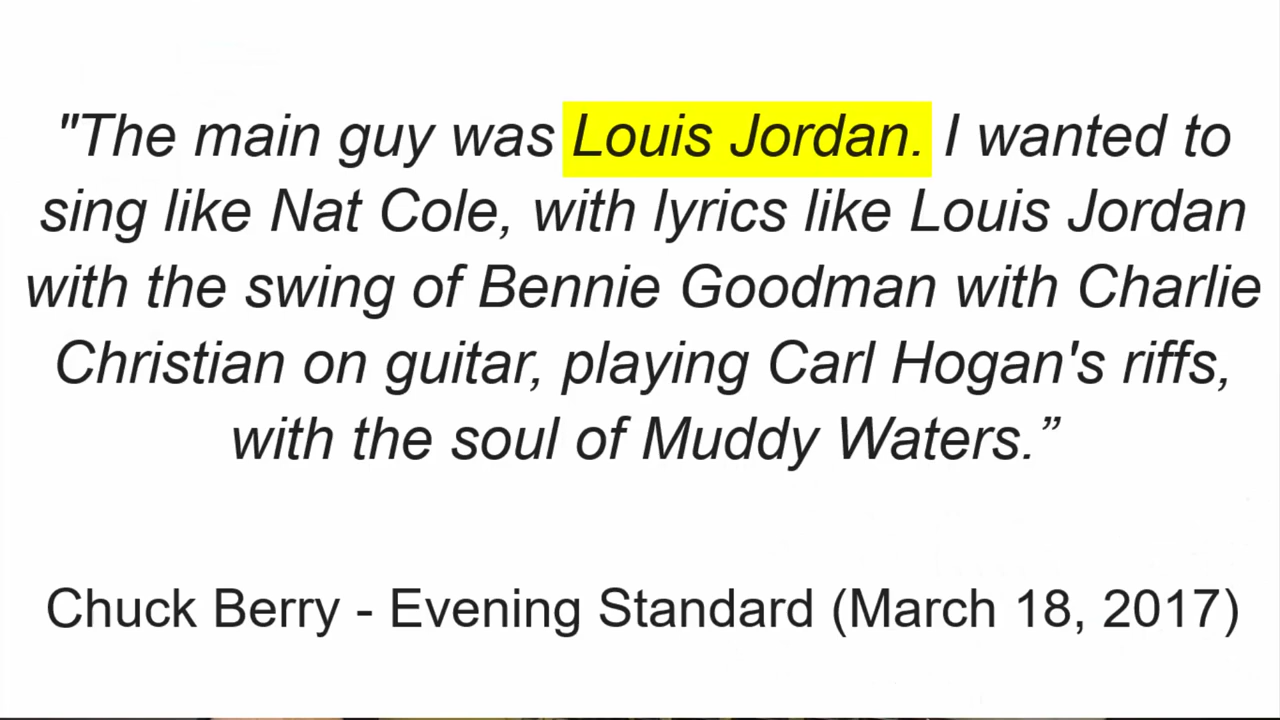 "The main guy was Louis Jordan. I wanted to
sing like Nat Cole, with lyrics like Louis Jordan
with the swing of Bennie Goodman with Charlie
Christian on guitar, playing Carl Hogan's riffs,
with the soul of Muddy Waters.”
Chuck Berry - Evening Standard (March 18, 2017)